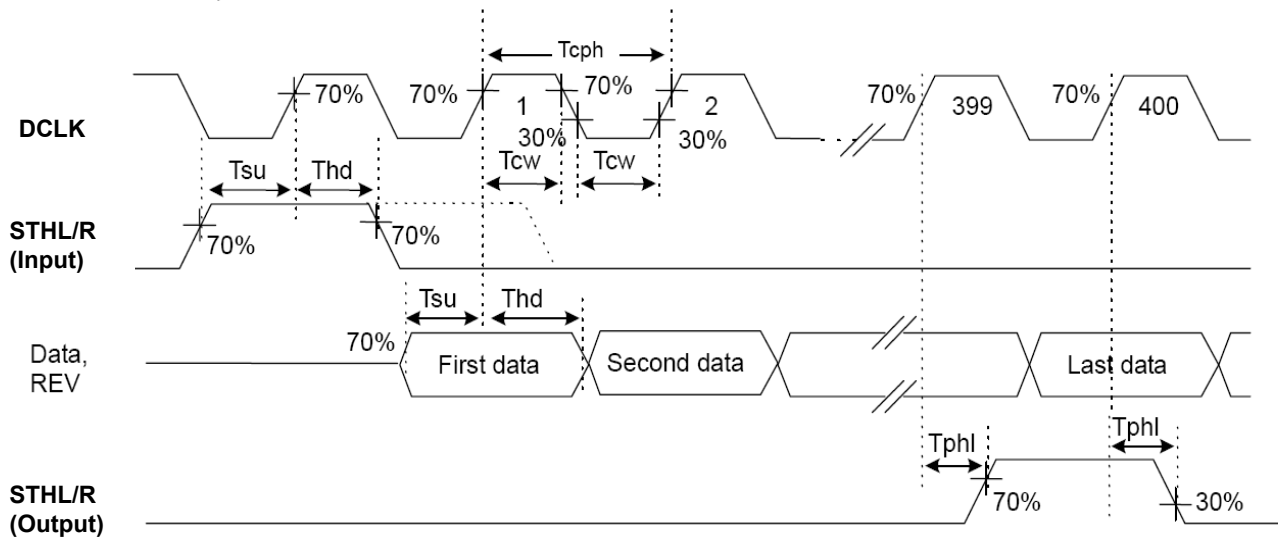 Tcph
70%
70%
1
70%
2
70%
399
70%
400
DCLK
30%
30%
Tsu
Thd
Tcw
Tcw
STHL/R
(Input)
70%
70%
Tsu
Thd
70%
Data,
REV
First data
Second data
Last data
Tphl
Tphl
STHL/R
(Output)
70%
30%